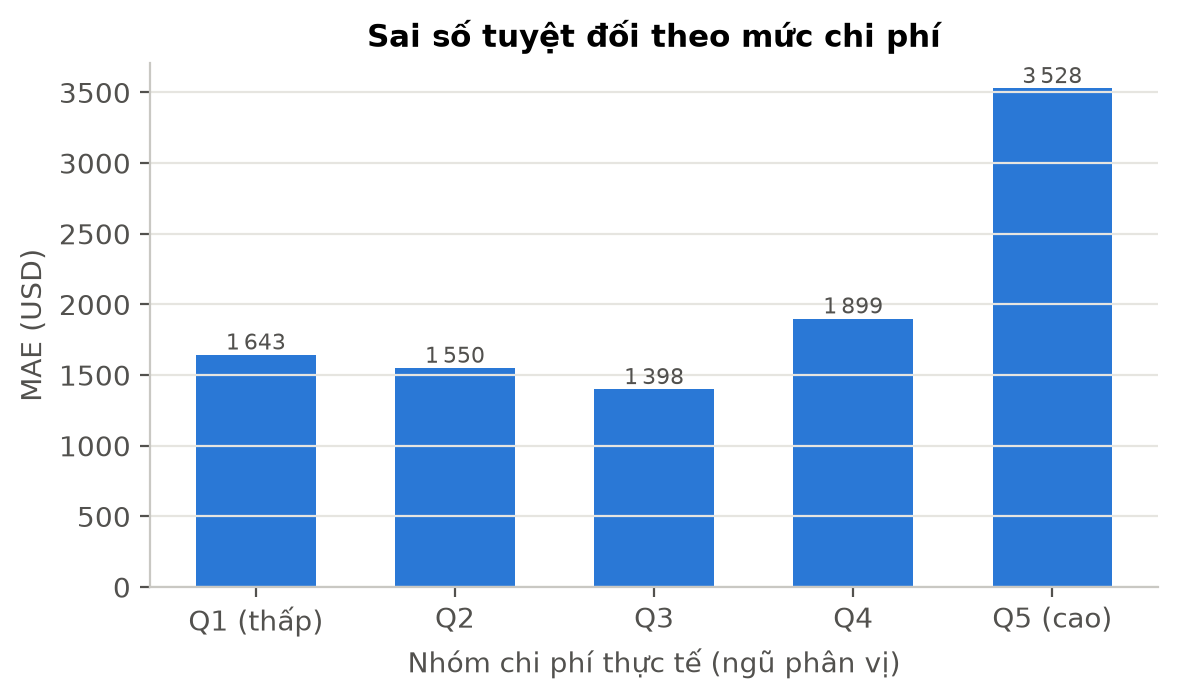 Sai số tuyệt đối theo mức chi phí
MAE (USD)
3500
3000
2500
2000
1500
1000
500
0
1 643
1 550
1 398
1 899
3 528
Q1 (thấp)
Q2
Q3
Q4
Q5 (cao)
Nhóm chi phí thực tế (ngũ phân vị)